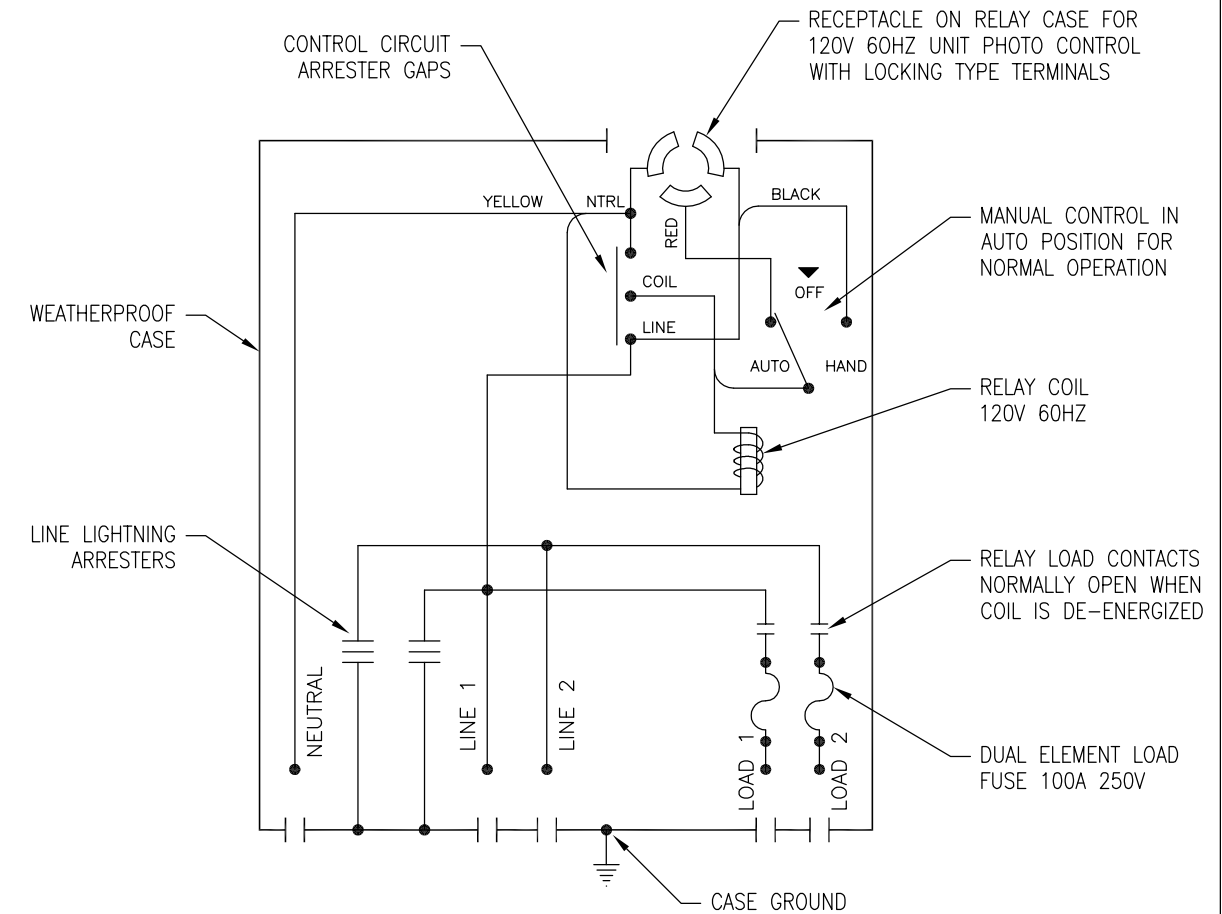 RECEPTACLE ON RELAY CASE FOR
120V 60HZ UNIT PHOTO CONTROL
WITH LOCKING TYPE TERMINALS
CONTROL CIRCUIT
ARRESTER GAPS
YELLOW
NTRL
RED
BLACK
MANUAL CONTROL IN
AUTO POSITION FOR
NORMAL OPERATION
COIL
OFF
WEATHERPROOF
CASE
LINE
AUTO
HAND
RELAY COIL
120V 60HZ
LINE LIGHTNING
ARRESTERS
RELAY LOAD CONTACTS
NORMALLY OPEN WHEN
COIL IS DE-ENERGIZED
NEUTRAL
LINE 1
LINE 2
LOAD 1
LOAD 2
DUAL ELEMENT LOAD
FUSE 100A 250V
CASE GROUND